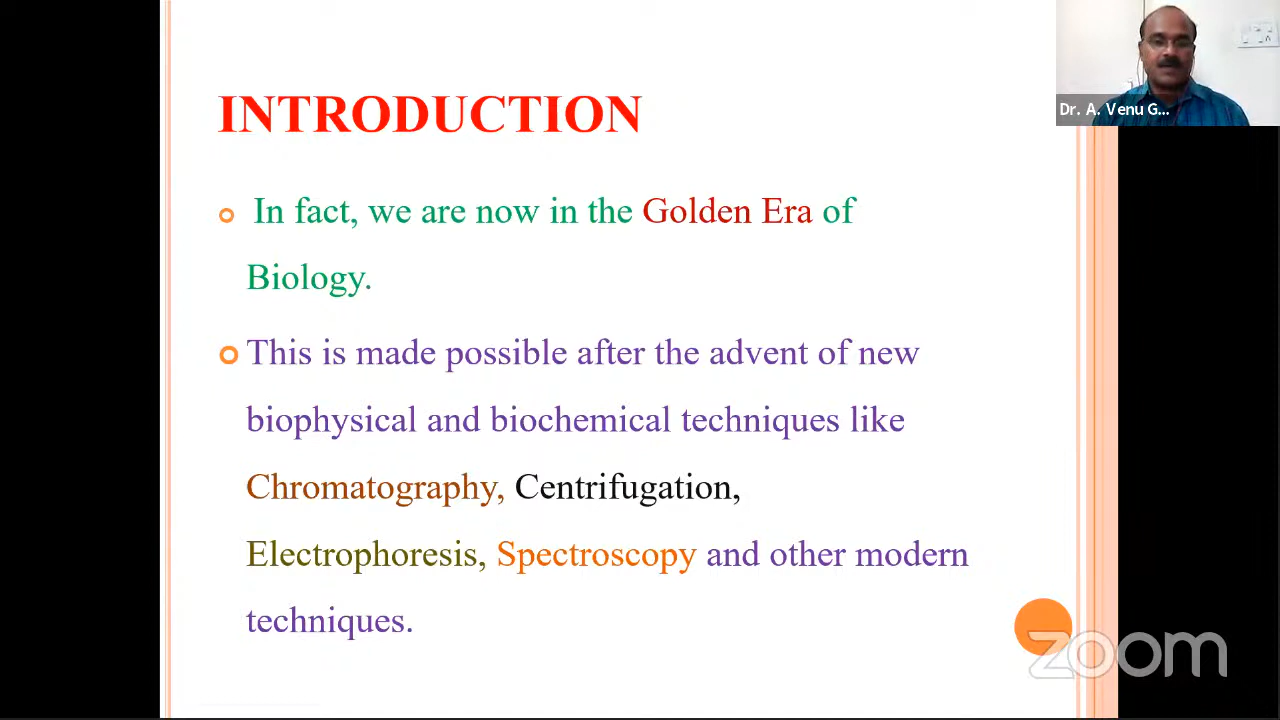 INTRODUCTION
In fact, we are now in the Golden Era of
Biology.
This is made possible after the advent of new
biophysical and biochemical techniques like
Chromatography, Centrifugation,
Electrophoresis, Spectroscopy and other modern
techniques.
Dr. A. Venu G...
zoom